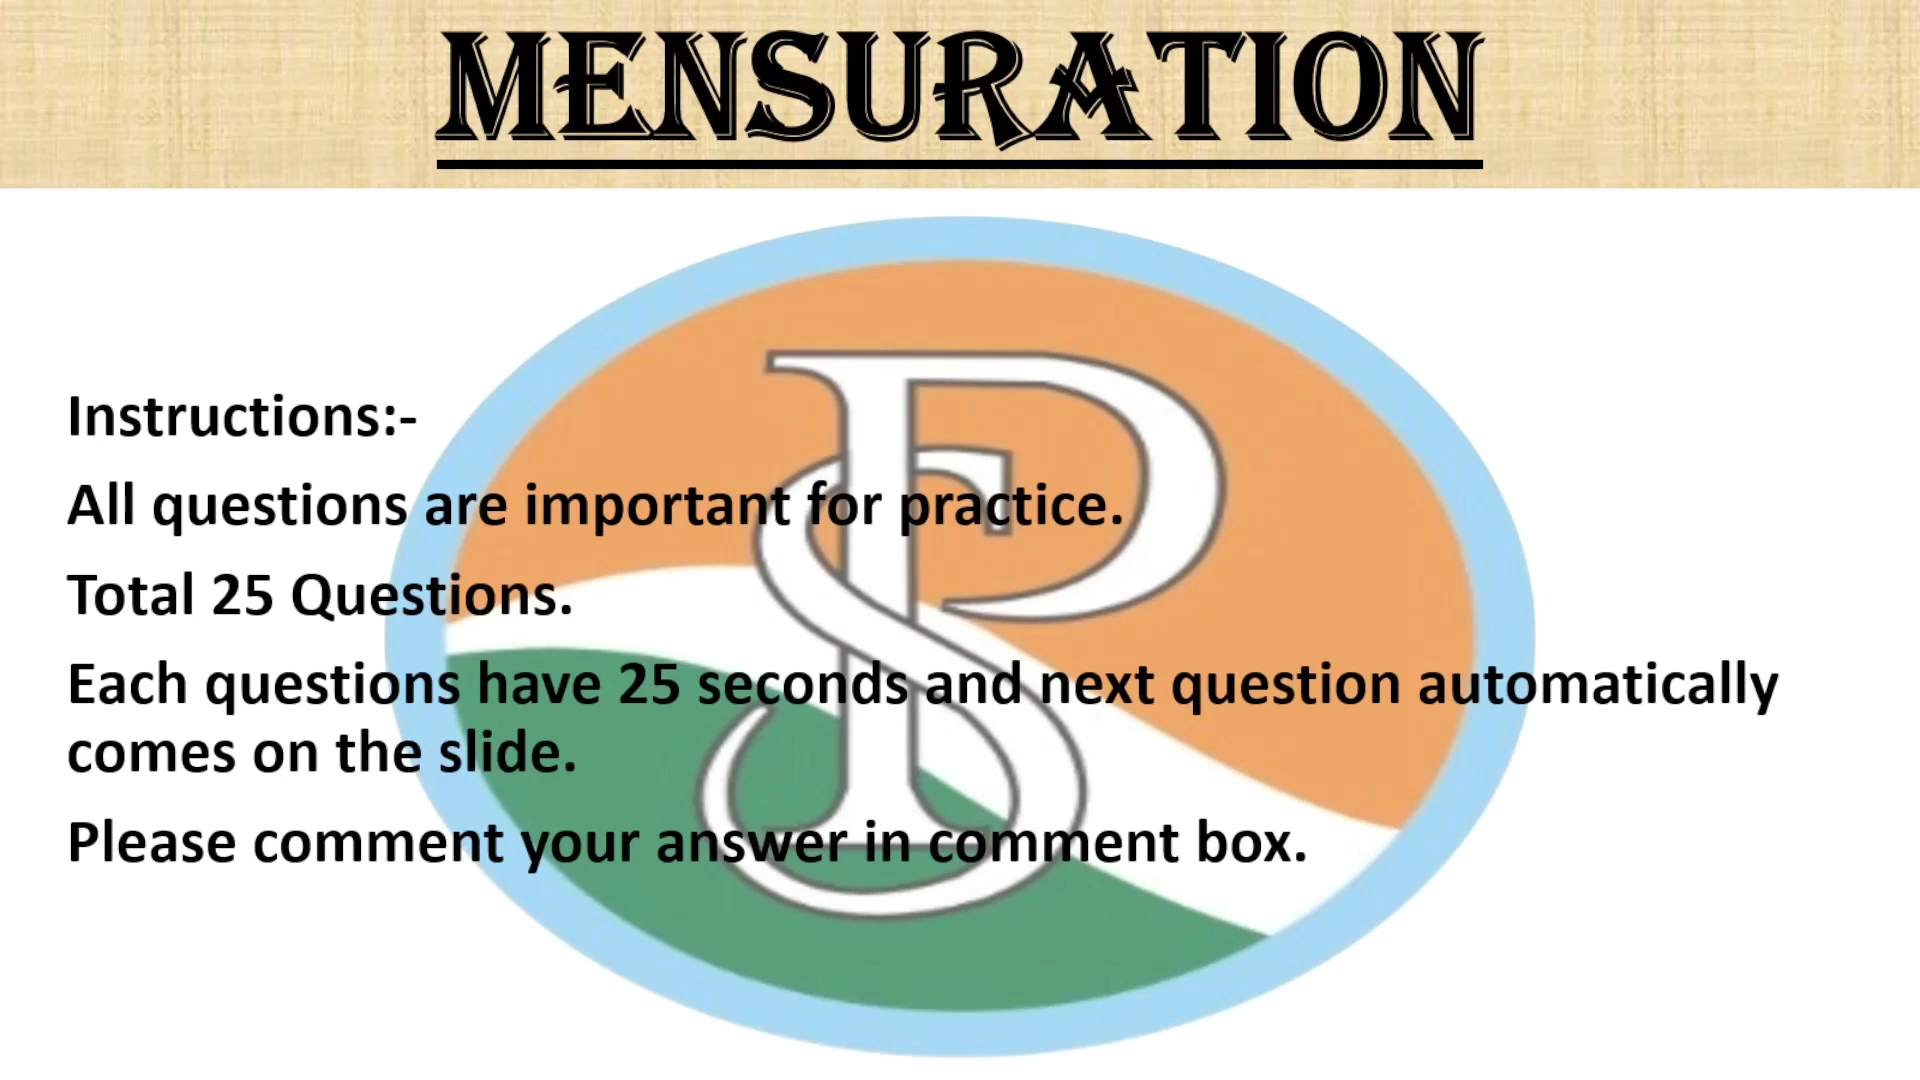 MENSURATION
Instructions:-
All questions are important for practice.
Total 25 Questions.
Each questions have 25 seconds and next question automatically
comes on the slide.
Please comment your answer in comment box.